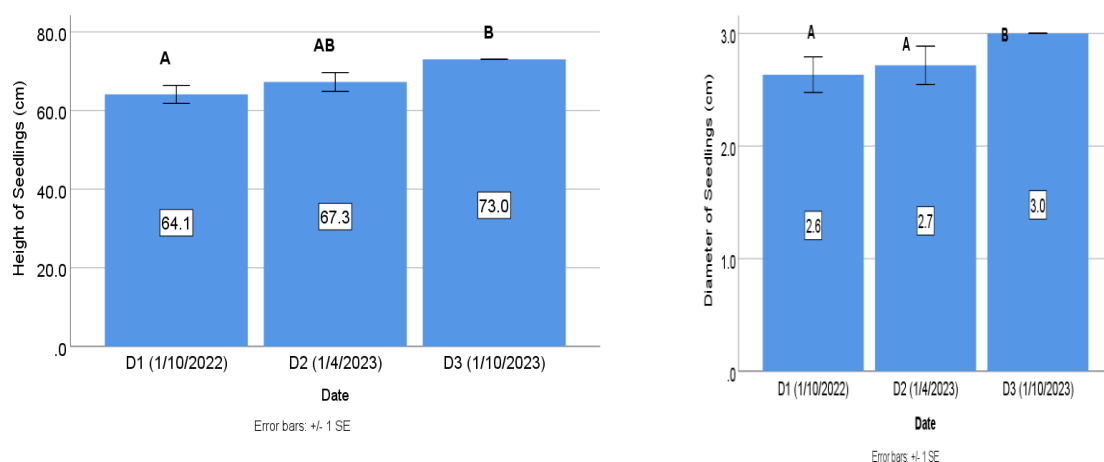 Height of Seedlings (cm)
80.0
60.0
40.0
20.0
.0
A
AB
B
64.1
67.3
73.0
D1 (1/10/2022)
D2 (1/4/2023)
D3 (1/10/2023)
Date
Error bars: +/- 1 SE
Diameter of Seedlings (cm)
3.0
2.0
1.0
.0
A
A
B
2.6
2.7
3.0
D1 (1/10/2022)
D2 (1/4/2023)
D3 (1/10/2023)
Date
Error bars: +/- 1 SE